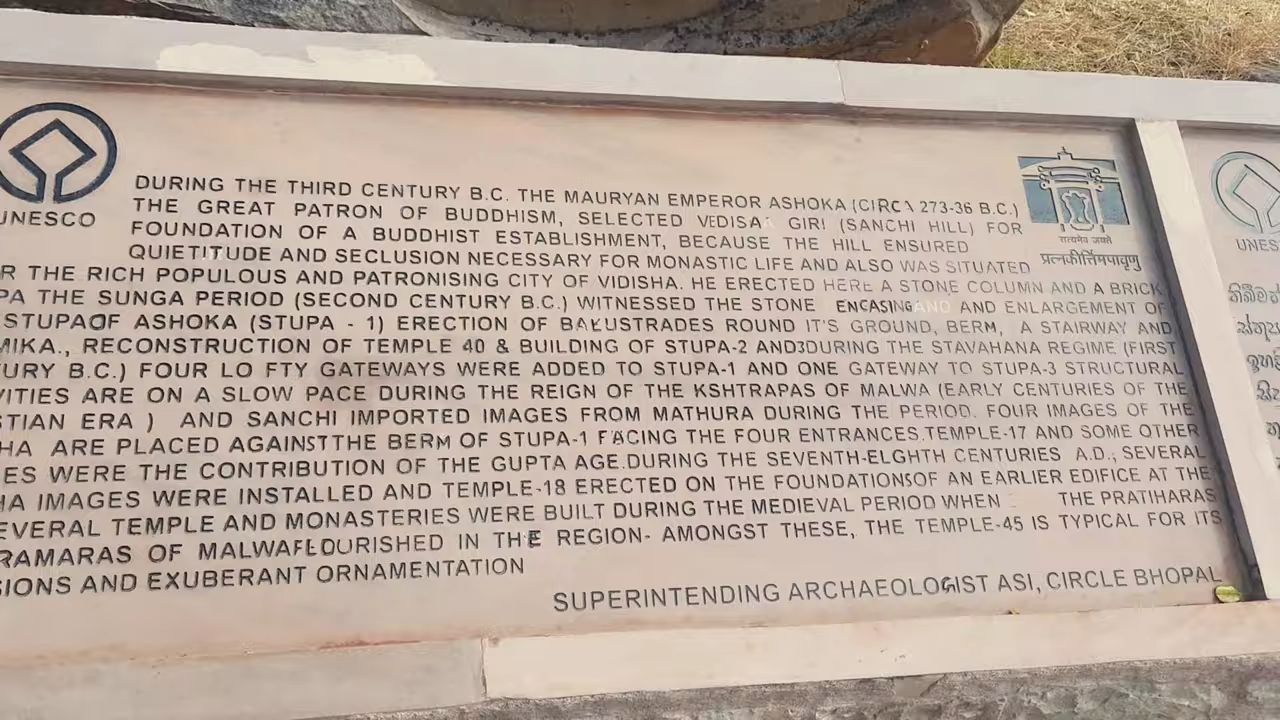 UNESCO
DURING THE THIRD CENTURY B.C. THE MAURYAN EMPEROR ASHOKA (CIRCA 273-36 B.C.)
THE GREAT PATRON OF BUDDHISM, SELECTED VEDISA GIRI (SANCHI HILL) FOR
FOUNDATION OF A BUDDHIST ESTABLISHMENT, BECAUSE THE HILL ENSURED
QUIETITUDE AND SECLUSION NECESSARY FOR MONASTIC LIFE AND ALSO WAS SITUATED
R THE RICH POPULOUS AND PATRONISING CITY OF VIDISHA. HE ERECTED HERE A STONE COLUMN AND A BRICK
PA THE SUNGA PERIOD (SECOND CENTURY B.C.) WITNESSED THE STONE ENCASING AND AND ENLARGEMENT OF
STUPAOF ASHOKA (STUPA - 1) ERECTION OF BALUSTRADES ROUND IT'S GROUND, BERM, A STAIRWAY AND
MIKA., RECONSTRUCTION OF TEMPLE 40 & BUILDING OF STUPA-2 AND3DURING THE STAVAHANA REGIME (FIRST
URY B.C.) FOUR LO FTY GATEWAYS WERE ADDED TO STUPA-1 AND ONE GATEWAY TO STUPA-3 STRUCTURAL
VITIES ARE ON A SLOW PACE DURING THE REIGN OF THE KSHTRAPAS OF MALWA (EARLY CENTURIES OF THE
STIAN ERA ) AND SANCHI IMPORTED IMAGES FROM MATHURA DURING THE PERIOD. FOUR IMAGES OF THE
HA ARE PLACED AGAINSTTHE BERM OF STUPA-1 FACING THE FOUR ENTRANCES.TEMPLE-17 AND SOME OTHER
ES WERE THE CONTRIBUTION OF THE GUPTA AGE.DURING THE SEVENTH-ELGHTH CENTURIES A.D.; SEVERAL
HA IMAGES WERE INSTALLED AND TEMPLE-18 ERECTED ON THE FOUNDATIONSOF AN EARLIER EDIFICE AT THE
EVERAL TEMPLE AND MONASTERIES WERE BUILT DURING THE MEDIEVAL PERIOD WHEN THE PRATIHARAS
RAMARAS OF MALWAFLOURISHED IN THE REGION- AMONGST THESE, THE TEMPLE-45 IS TYPICAL FOR ITS
SIONS AND EXUBERANT ORNAMENTATION
SUPERINTENDING ARCHAEOLOGIST ASI, CIRCLE BHOPAL
सत्यमेव जयते
प्रत्नकीर्तिमपावृणु
UNES